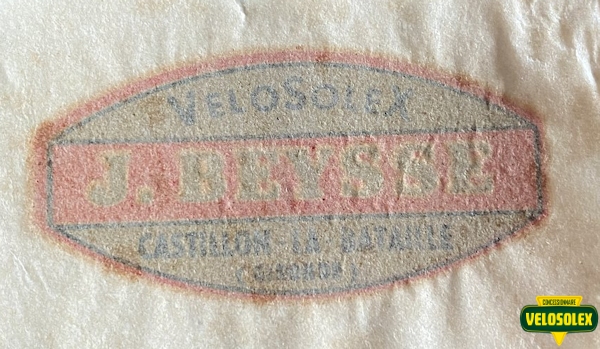 VELOSOLEX
J. BEYSSE
CASTILLON-LA BATAILLE
( GIRONDE )
CONCESSIONNAIRE
VELOSOLEX